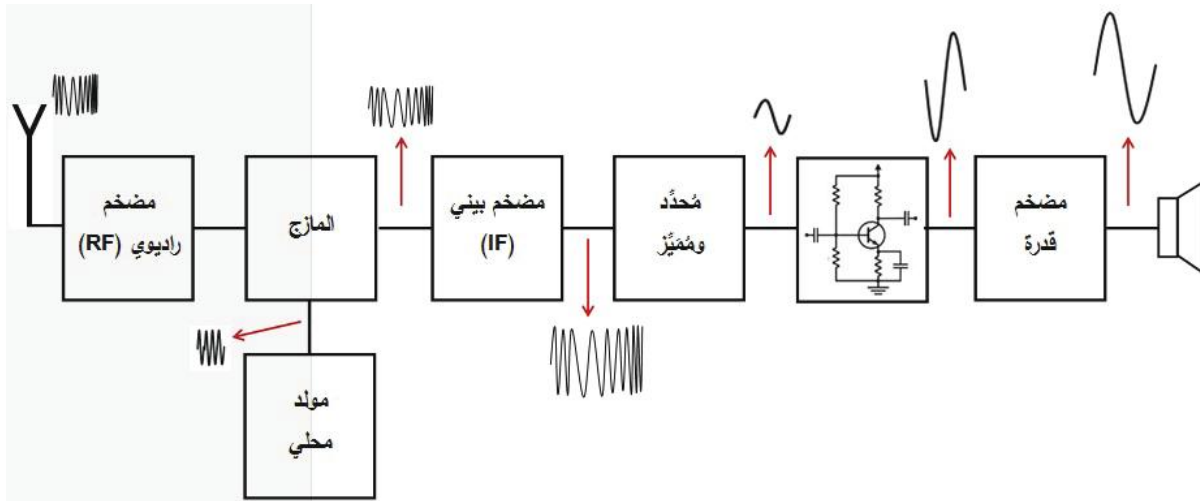 مضخم
راديوي (RF)
المازج
مضخم بيني
(IF)
مُحدِّد
ومُمَيِّز
مضخم
قدرة
مولد
محلي